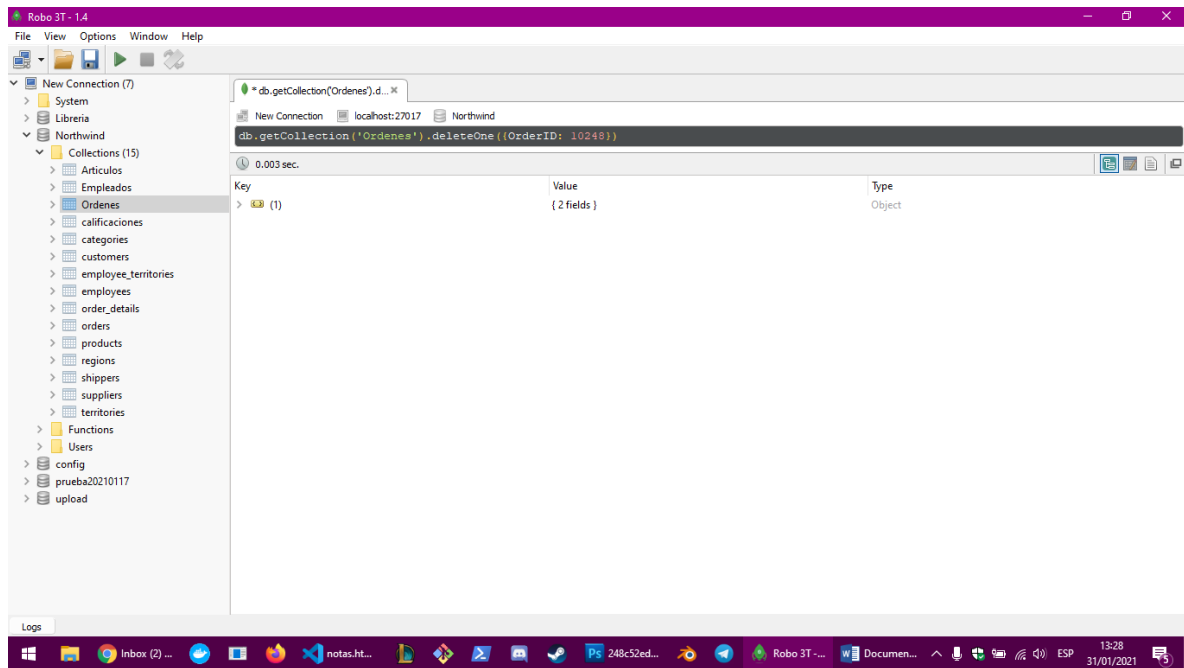 Robo 3T - 1.4
File View Options Window Help
New Connection (7)
System
Libreria
Northwind
Collections (15)
Articulos
Empleados
Ordenes
calificaciones
categories
customers
employee_territories
employees
order_details
orders
products
regions
shippers
suppliers
territories
Functions
Users
config
prueba20210117
upload
* db.getCollection('Ordenes').d...
New Connection localhost:27017 Northwind
db.getCollection('Ordenes').deleteOne({OrderID: 10248})
0.003 sec.
Key Value Type
(1) { 2 fields } Object
Logs
Inbox (2) ... notas.ht... Ps 248c52ed... Robo 3T -... Documen... ESP 13:28
31/01/2021 5